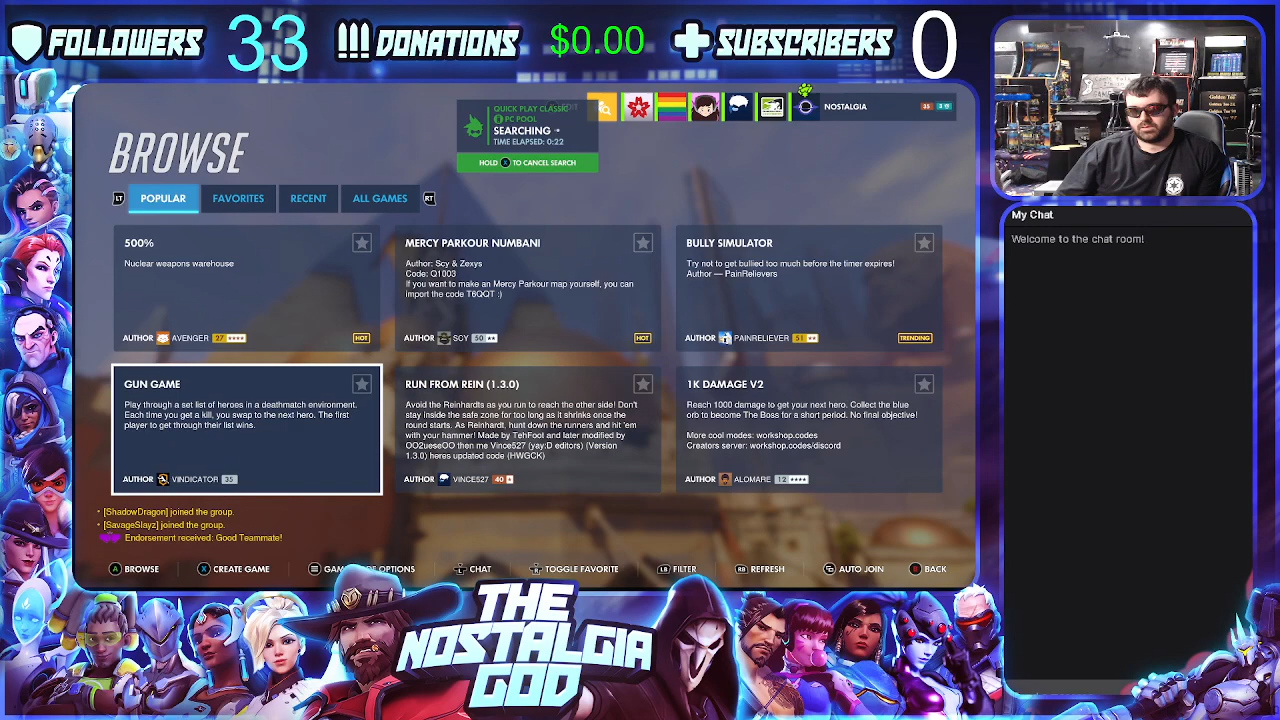 FOLLOWERS 33 DONATIONS $0.00 SUBSCRIBERS 0
QUICK PLAY CLASSIC
PC POOL
SEARCHING
TIME ELAPSED: 0:22
HOLD X TO CANCEL SEARCH
NOSTALGIA 3
BROWSE
LT POPULAR FAVORITES RECENT ALL GAMES RT
500%
Nuclear weapons warehouse
AUTHOR AVENGER 27 HOT
MERCY PARKOUR NUMBANI
Author: Scy & Zexys
Code: Q1003
If you want to make an Mercy Parkour map yourself, you can
import the code T6QQT :)
AUTHOR SCY 50 HOT
BULLY SIMULATOR
Try not to get bullied too much before the timer expires!
Author — PainRelievers
AUTHOR PAINRELIEVER 51 TRENDING
GUN GAME
Play through a set list of heroes in a deathmatch environment.
Each time you get a kill, you swap to the next hero. The first
player to get through their list wins.
AUTHOR VINDICATOR 35
RUN FROM REIN (1.3.0)
Avoid the Reinhardts as you run to reach the other side! Don't
stay inside the safe zone for too long as it shrinks once the
round starts. As Reinhardt, hunt down the runners and hit 'em
with your hammer! Made by TehFoot and later modified by
OO2ueseOO then me Vince527 (yay:D editors) (Version
1.3.0) heres updated code (HWGCK)
AUTHOR VINCE527 40
1K DAMAGE V2
Reach 1000 damage to get your next hero. Collect the blue
orb to become The Boss for a short period. No final objective!
More cool modes: workshop.codes
Creators server: workshop.codes/discord
AUTHOR ALOMARE 12
[ShadowDragon] joined the group.
[SavageSlayz] joined the group.
Endorsement received: Good Teammate!
A BROWSE X CREATE GAME OPTIONS L CHAT R TOGGLE FAVORITE LB FILTER RB REFRESH AUTO JOIN B BACK
THE
NOSTALGIA
GOD
My Chat
Welcome to the chat room!